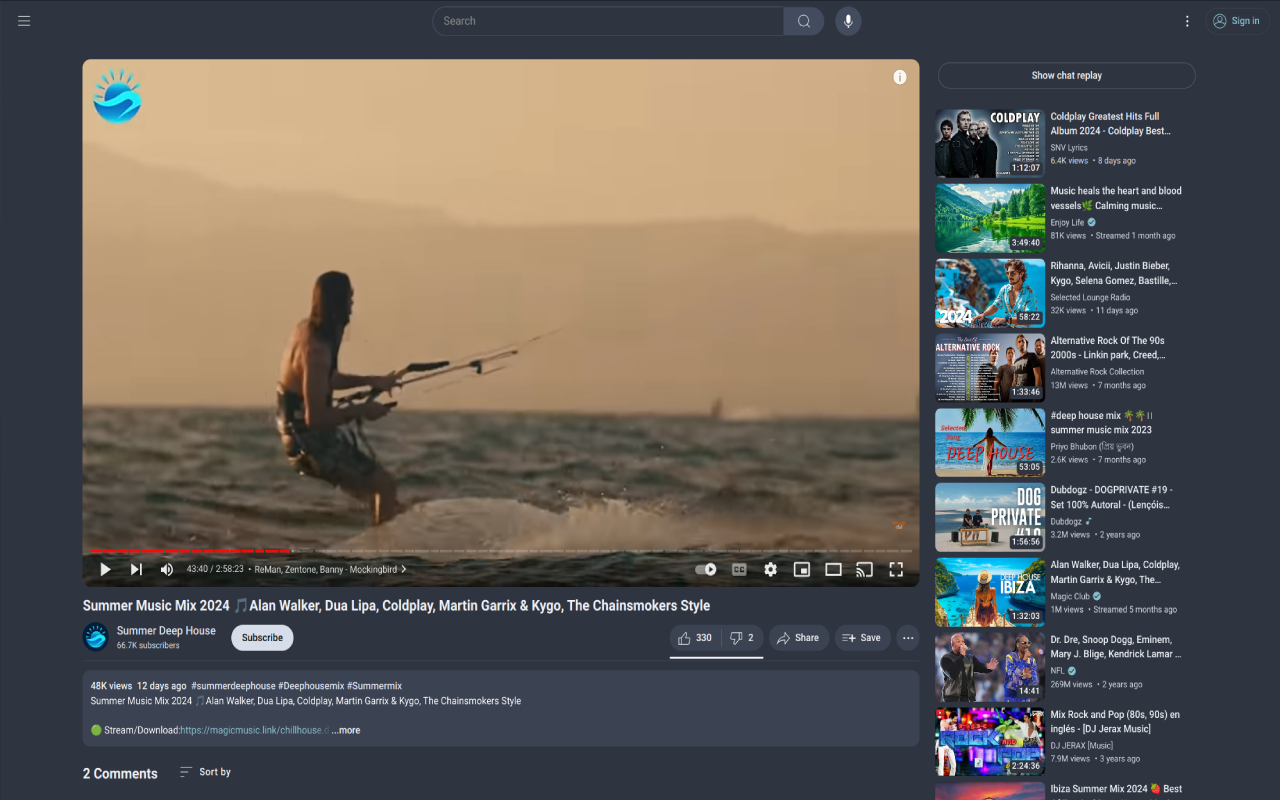 Search
Sign in
43:40 / 2:58:23 • ReMan, Zentone, Banny - Mockingbird
CC
Summer Music Mix 2024 🎵Alan Walker, Dua Lipa, Coldplay, Martin Garrix & Kygo, The Chainsmokers Style
Summer Deep House
66.7K subscribers
Subscribe
330
2
Share
Save
48K views 12 days ago #summerdeephouse #Deephousemix #Summermix
Summer Music Mix 2024 🎵Alan Walker, Dua Lipa, Coldplay, Martin Garrix & Kygo, The Chainsmokers Style
🟢 Stream/Download:https://magicmusic.link/chillhouse.d ...more
2 Comments
Sort by
Show chat replay
COLDPLAY
1:12:07
Coldplay Greatest Hits Full
Album 2024 - Coldplay Best...
SNV Lyrics
6.4K views • 8 days ago
3:49:40
Music heals the heart and blood
vessels🌿 Calming music...
Enjoy Life
81K views • Streamed 1 month ago
2024
58:22
Rihanna, Avicii, Justin Bieber,
Kygo, Selena Gomez, Bastille,...
Selected Lounge Radio
32K views • 11 days ago
The Best Of
ALTERNATIVE ROCK
1:33:46
Alternative Rock Of The 90s
2000s - Linkin park, Creed,...
Alternative Rock Collection
13M views • 7 months ago
Selected
Song
DEEP HOUSE
53:05
#deep house mix 🌴🌴।।
summer music mix 2023
Priyo Bhubon (প্রিয় ভুবন)
2.6K views • 7 months ago
DOG
PRIVATE
#19
1:56:56
Dubdogz - DOGPRIVATE #19 -
Set 100% Autoral - (Lençóis...
Dubdogz
3.2M views • 2 years ago
DEEP HOUSE
IBIZA
1:32:03
Alan Walker, Dua Lipa, Coldplay,
Martin Garrix & Kygo, The...
Magic Club
1M views • Streamed 5 months ago
14:41
Dr. Dre, Snoop Dogg, Eminem,
Mary J. Blige, Kendrick Lamar ...
NFL
269M views • 2 years ago
ROCK
AND
POP
2:24:36
Mix Rock and Pop (80s, 90s) en
inglés - [DJ Jerax Music]
DJ JERAX [Music]
7.9M views • 3 years ago
Ibiza Summer Mix 2024 🍓 Best